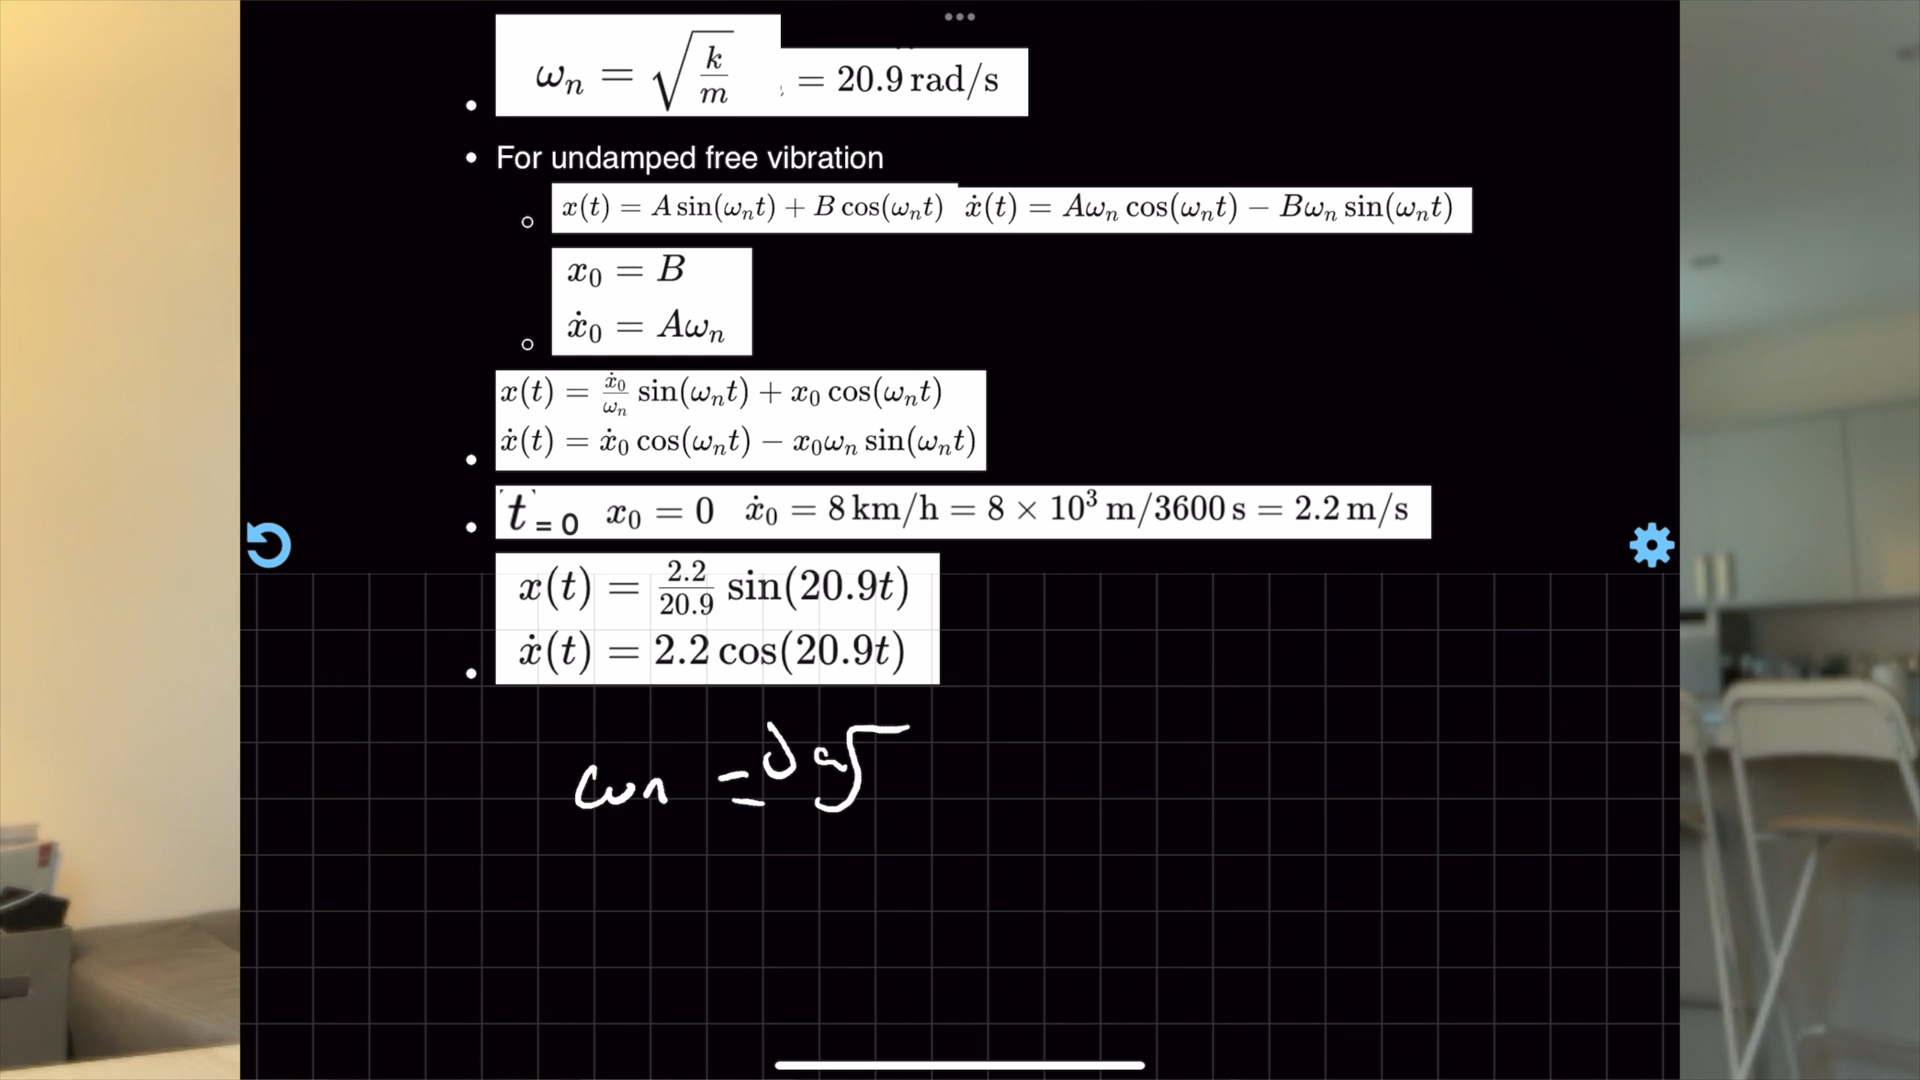 ωₙ = √(k/m) = 20.9 rad/s
For undamped free vibration
x(t) = A sin(ωₙt) + B cos(ωₙt) ẋ(t) = Aωₙ cos(ωₙt) − Bωₙ sin(ωₙt)
x₀ = B
ẋ₀ = Aωₙ
x(t) = ẋ₀/ωₙ sin(ωₙt) + x₀ cos(ωₙt)
ẋ(t) = ẋ₀ cos(ωₙt) − x₀ωₙ sin(ωₙt)
t = 0 x₀ = 0 ẋ₀ = 8 km/h = 8 × 10³ m/3600 s = 2.2 m/s
x(t) = 2.2/20.9 sin(20.9t)
ẋ(t) = 2.2 cos(20.9t)
ωn =